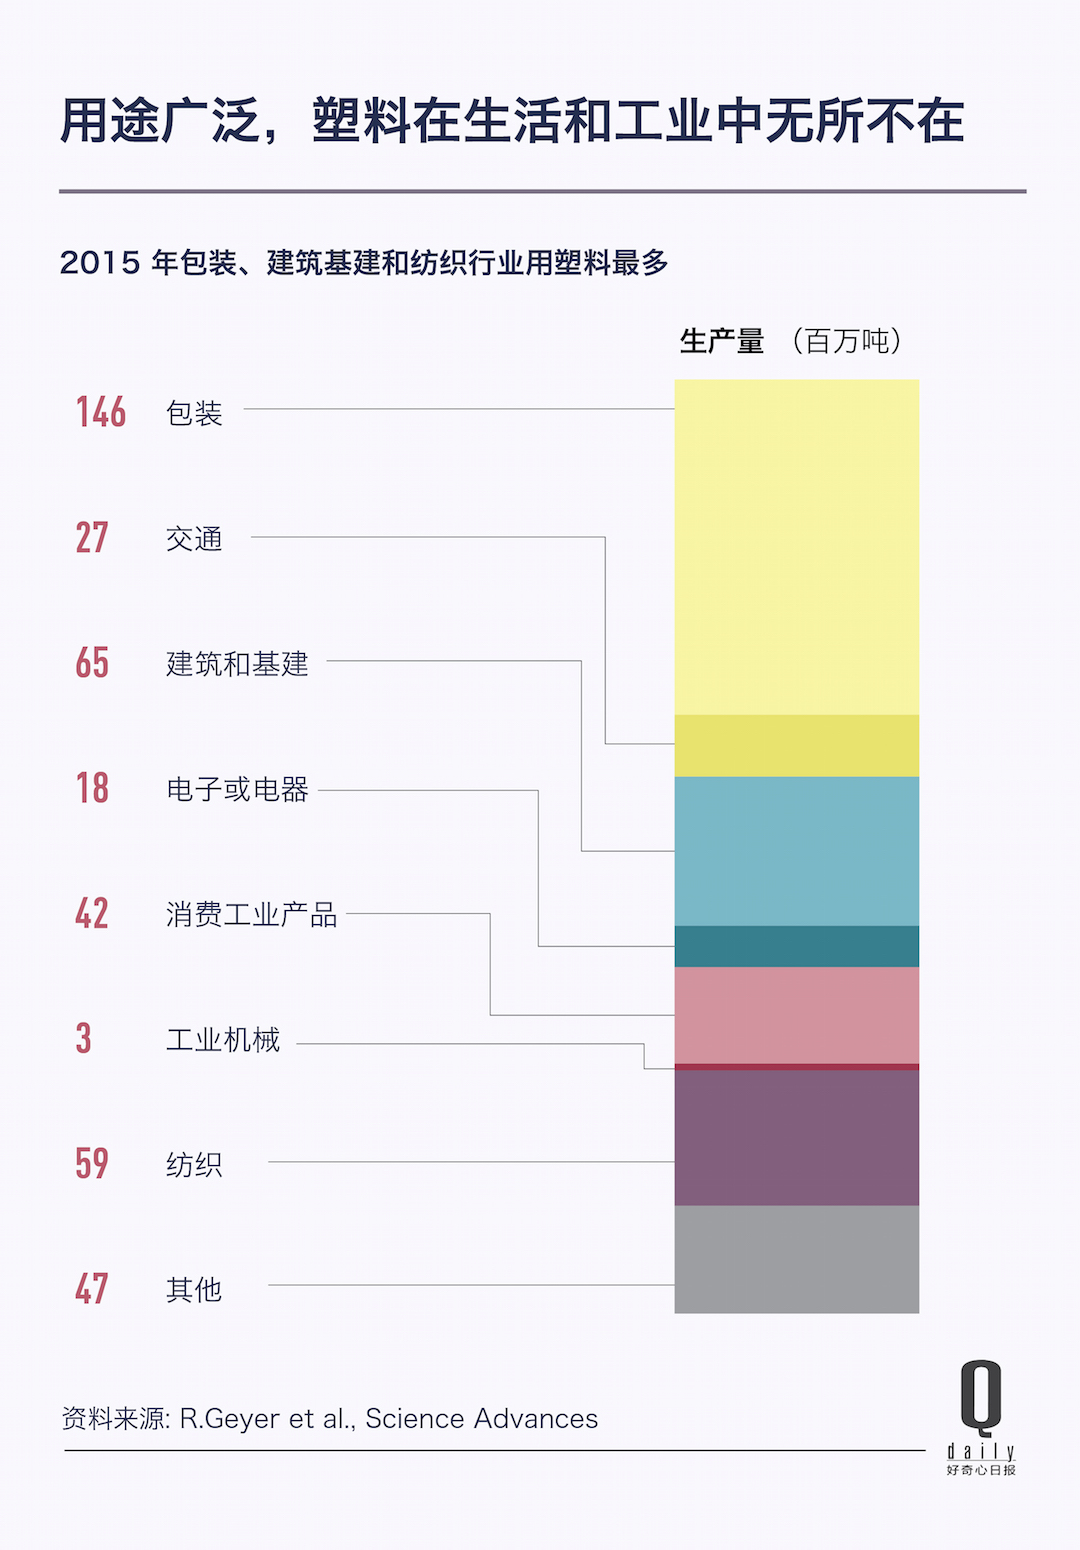 用途广泛，塑料在生活和工业中无所不在
2015 年包装、建筑基建和纺织行业用塑料最多
生产量 （百万吨）
146 包装
27 交通
65 建筑和基建
18 电子或电器
42 消费工业产品
3 工业机械
59 纺织
47 其他
资料来源: R.Geyer et al., Science Advances
Q
daily
好奇心日报